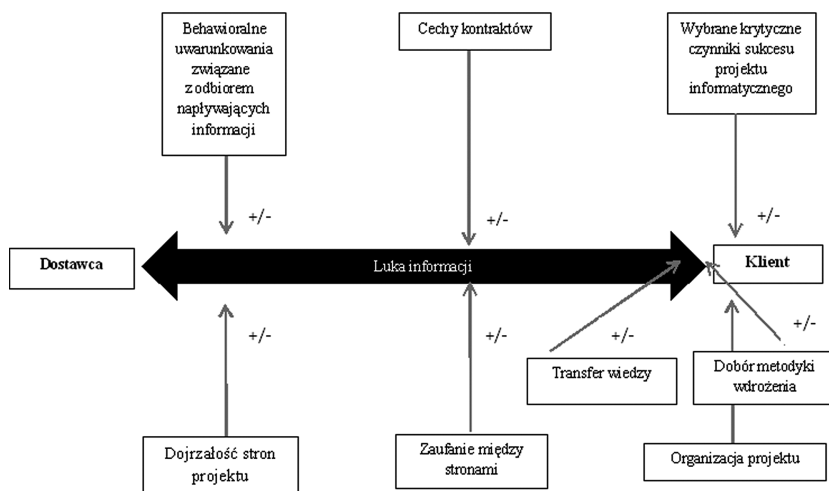 Behawioralne
uwarunkowania
związane
z odbiorem
napływających
informacji
Cechy kontraktów
Wybrane krytyczne
czynniki sukcesu
projektu
informatycznego
+/-
+/-
+/-
Dostawca
Luka informacji
Klient
+/-
+/-
+/-
+/-
Transfer wiedzy
Dobór metodyki
wdrożenia
Dojrzałość stron
projektu
Zaufanie między
stronami
Organizacja projektu